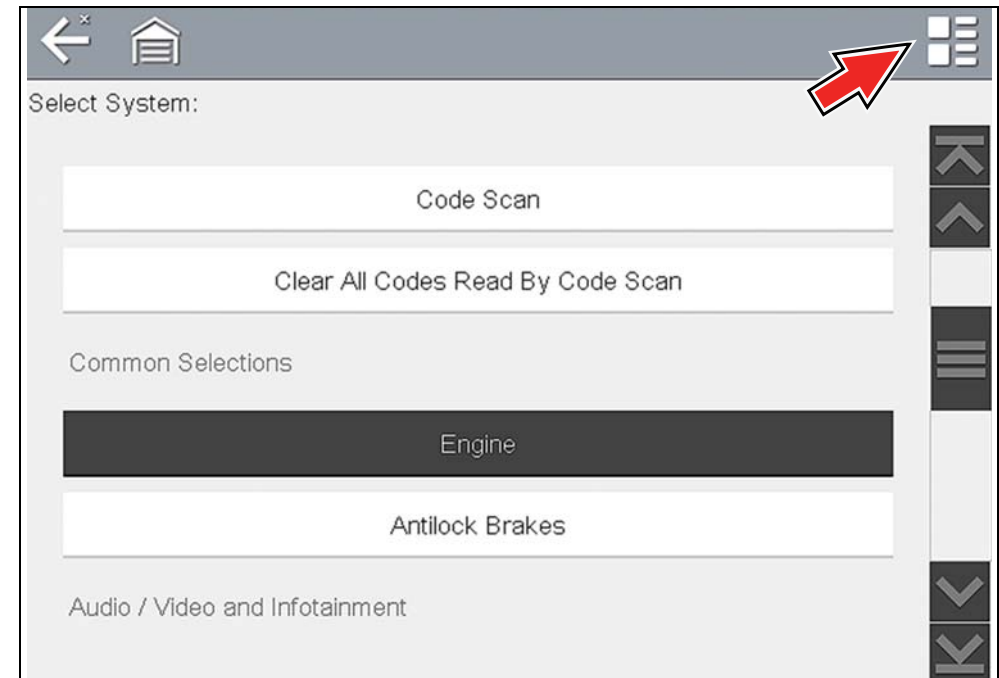 Select System:
Code Scan
Clear All Codes Read By Code Scan
Common Selections
Engine
Antilock Brakes
Audio / Video and Infotainment